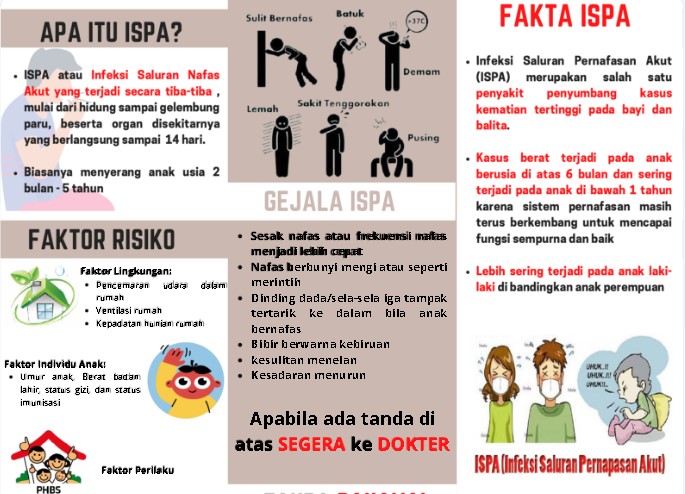 APA ITU ISPA?
ISPA atau Infeksi Saluran Nafas
Akut yang terjadi secara tiba-tiba ,
mulai dari hidung sampai gelembung
paru, beserta organ disekitarnya
yang berlangsung sampai 14 hari.
Biasanya menyerang anak usia 2
bulan - 5 tahun
FAKTOR RISIKO
Faktor Lingkungan:
Pencemaran udara dalam
rumah
Ventilasi rumah
Kepadatan hunian rumah
Faktor Individu Anak:
Umur anak, Berat badan
lahir, status gizi, dan status
imunisasi
PHBS
Faktor Perilaku
Sulit Bernafas
Batuk
>37C
Demam
Lemah
Sakit Tenggorokan
Pusing
GEJALA ISPA
Sesak nafas atau frekuensi nafas
menjadi lebih cepat
Nafas berbunyi mengi atau seperti
merintih
Dinding dada/sela-sela iga tampak
tertarik ke dalam bila anak
bernafas
Bibir berwarna kebiruan
kesulitan menelan
Kesadaran menurun
Apabila ada tanda di
atas SEGERA ke DOKTER
FAKTA ISPA
Infeksi Saluran Pernafasan Akut
(ISPA) merupakan salah satu
penyakit penyumbang kasus
kematian tertinggi pada bayi dan
balita.
Kasus berat terjadi pada anak
berusia di atas 6 bulan dan sering
terjadi pada anak di bawah 1 tahun
karena sistem pernafasan masih
terus berkembang untuk mencapai
fungsi sempurna dan baik
Lebih sering terjadi pada anak laki-
laki di bandingkan anak perempuan
UHUK..!!
UHUK...!!
UHUK!!..
ISPA (Infeksi Saluran Pernapasan Akut)